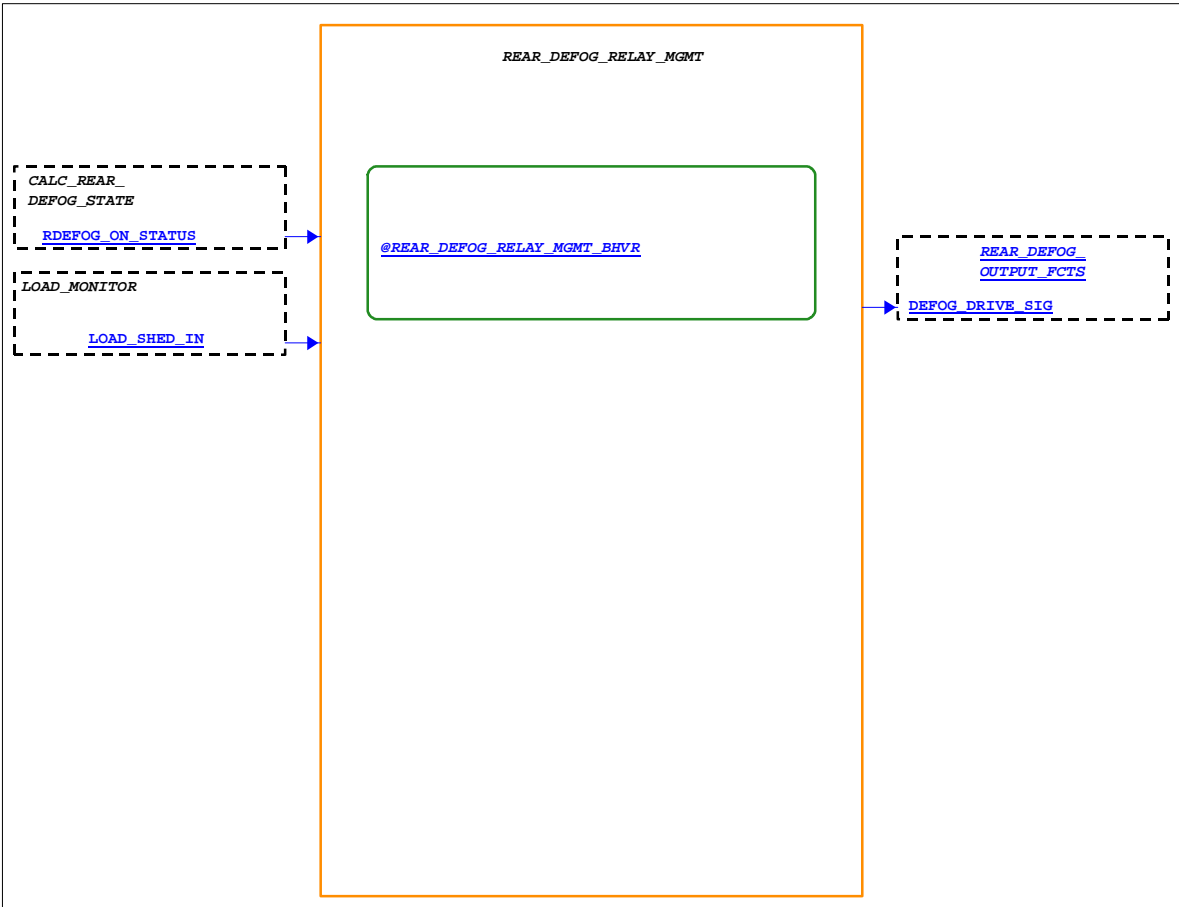 REAR_DEFOG_RELAY_MGMT
CALC_REAR_
DEFOG_STATE
RDEFOG_ON_STATUS
LOAD_MONITOR
LOAD_SHED_IN
@REAR_DEFOG_RELAY_MGMT_BHVR
REAR_DEFOG_
OUTPUT_FCTS
DEFOG_DRIVE_SIG